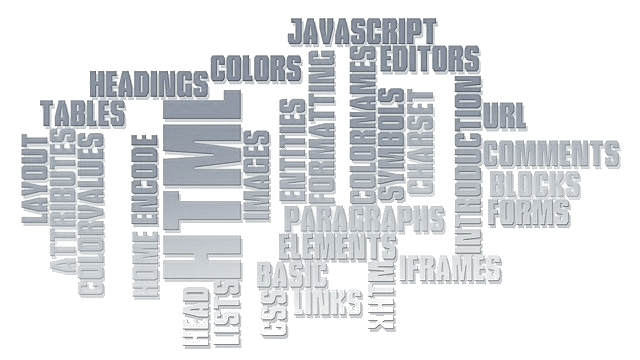 JAVASCRIPT
EDITORS
COLORS
HEADINGS
TABLES
LAYOUT
ATTRIBUTES
COLORVALUES
HOME
ENCODE
HTML
IMAGES
ENTITIES
FORMATTING
COLORNAMES
SYMBOLS
CHARSET
INTRODUCTION
URL
COMMENTS
BLOCKS
FORMS
PARAGRAPHS
ELEMENTS
IFRAMES
BASIC
LINKS
XHTML
CSS
HEAD
LISTS